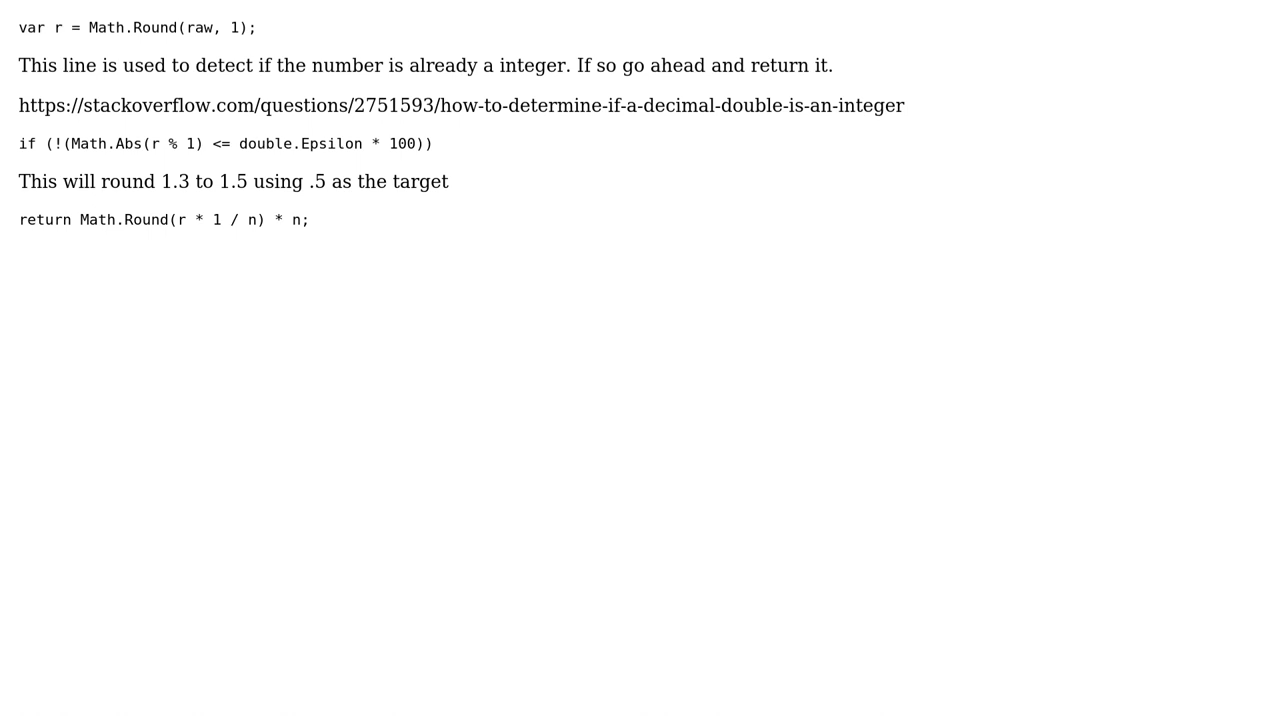 var r = Math.Round(raw, 1);
This line is used to detect if the number is already a integer. If so go ahead and return it.
https://stackoverflow.com/questions/2751593/how-to-determine-if-a-decimal-double-is-an-integer
if (!(Math.Abs(r % 1) <= double.Epsilon * 100))
This will round 1.3 to 1.5 using .5 as the target
return Math.Round(r * 1 / n) * n;